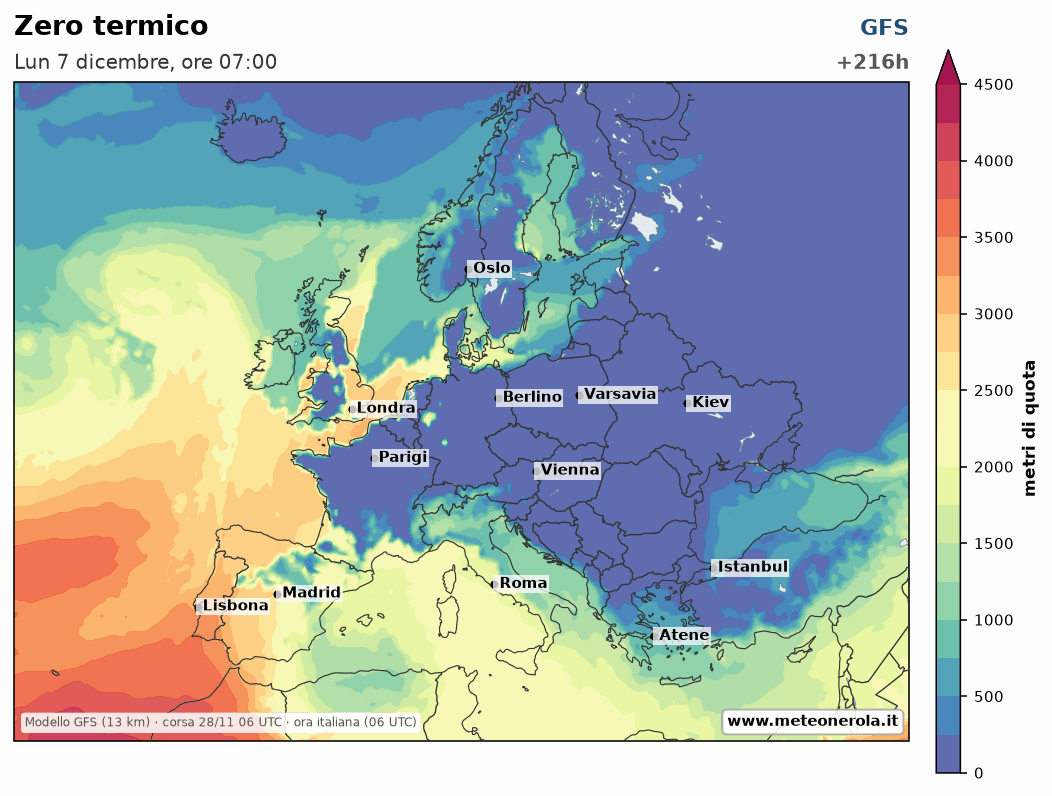 Zero termico
GFS
Lun 7 dicembre, ore 07:00
+216h
4500
4000
3500
3000
2500
2000
1500
1000
500
0
metri di quota
Oslo
Londra
Berlino
Varsavia
Kiev
Parigi
Vienna
Istanbul
Roma
Madrid
Lisbona
Atene
Modello GFS (13 km) · corsa 28/11 06 UTC · ora italiana (06 UTC)
www.meteonerola.it